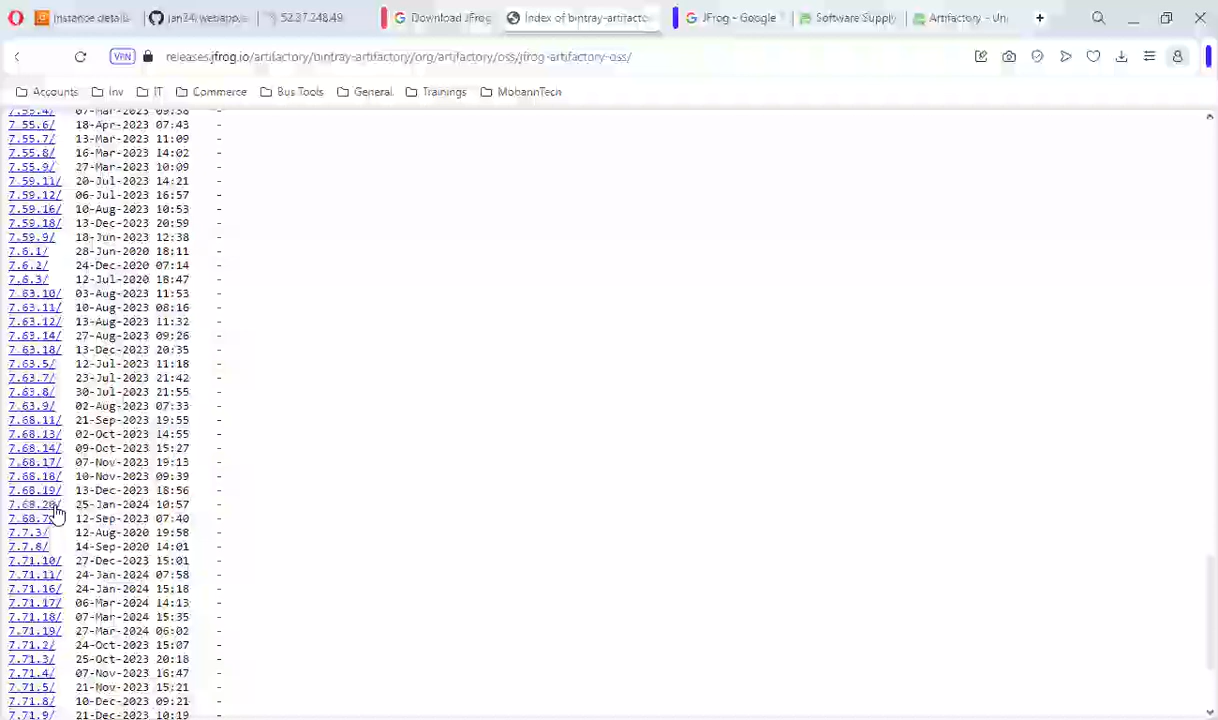 instance detail
jan24.webapp.
52.27.248.49
Download JFrog
Index of bintray-artifacto
JFrog - Google
Software Supply
Artifactory - Uni
VPN
releases.jfrog.io/artifactory/bintray-artifactory/org/artifactory/oss/jfrog-artifactory-oss/
Accounts
Inv
IT
Commerce
Bus Tools
General
Trainings
MobannTech
7.55.4/ 07-Mar-2023 09:38 -
7.55.6/ 18-Apr-2023 07:43 -
7.55.7/ 13-Mar-2023 11:09 -
7.55.8/ 16-Mar-2023 14:02 -
7.55.9/ 27-Mar-2023 10:09 -
7.59.11/ 20-Jul-2023 14:21 -
7.59.12/ 06-Jul-2023 16:57 -
7.59.16/ 10-Aug-2023 10:53 -
7.59.18/ 13-Dec-2023 20:59 -
7.59.9/ 18-Jun-2023 12:38 -
7.6.1/ 28-Jun-2020 18:11 -
7.6.2/ 24-Dec-2020 07:14 -
7.6.3/ 12-Jul-2020 18:47 -
7.63.10/ 03-Aug-2023 11:53 -
7.63.11/ 10-Aug-2023 08:16 -
7.63.12/ 13-Aug-2023 11:32 -
7.63.14/ 27-Aug-2023 09:26 -
7.63.18/ 13-Dec-2023 20:35 -
7.63.5/ 12-Jul-2023 11:18 -
7.63.7/ 23-Jul-2023 21:42 -
7.63.8/ 30-Jul-2023 21:55 -
7.63.9/ 02-Aug-2023 07:33 -
7.68.11/ 21-Sep-2023 19:55 -
7.68.13/ 02-Oct-2023 14:55 -
7.68.14/ 09-Oct-2023 15:27 -
7.68.17/ 07-Nov-2023 19:13 -
7.68.18/ 10-Nov-2023 09:39 -
7.68.19/ 13-Dec-2023 18:56 -
7.68.20/ 25-Jan-2024 10:57 -
7.68.7/ 12-Sep-2023 07:40 -
7.7.3/ 12-Aug-2020 19:58 -
7.7.8/ 14-Sep-2020 14:01 -
7.71.10/ 27-Dec-2023 15:01 -
7.71.11/ 24-Jan-2024 07:58 -
7.71.16/ 24-Jan-2024 15:18 -
7.71.17/ 06-Mar-2024 14:13 -
7.71.18/ 07-Mar-2024 15:35 -
7.71.19/ 27-Mar-2024 06:02 -
7.71.2/ 24-Oct-2023 15:07 -
7.71.3/ 25-Oct-2023 20:18 -
7.71.4/ 07-Nov-2023 16:47 -
7.71.5/ 21-Nov-2023 15:21 -
7.71.8/ 10-Dec-2023 09:21 -
7.71.9/ 21-Dec-2023 10:19 -